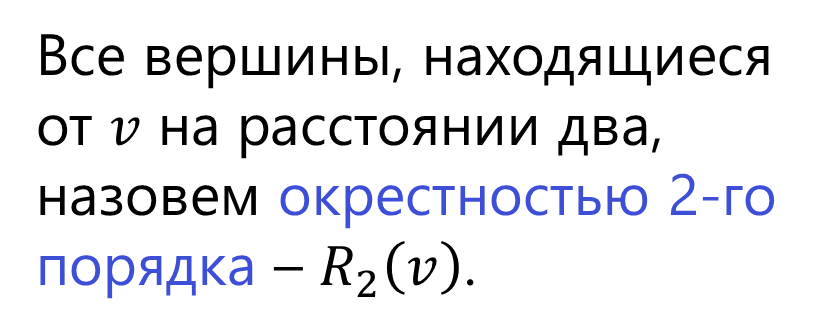 Все вершины, находящиеся
от 𝑣 на расстоянии два,
назовем окрестностью 2-го
порядка – 𝑅₂(𝑣).